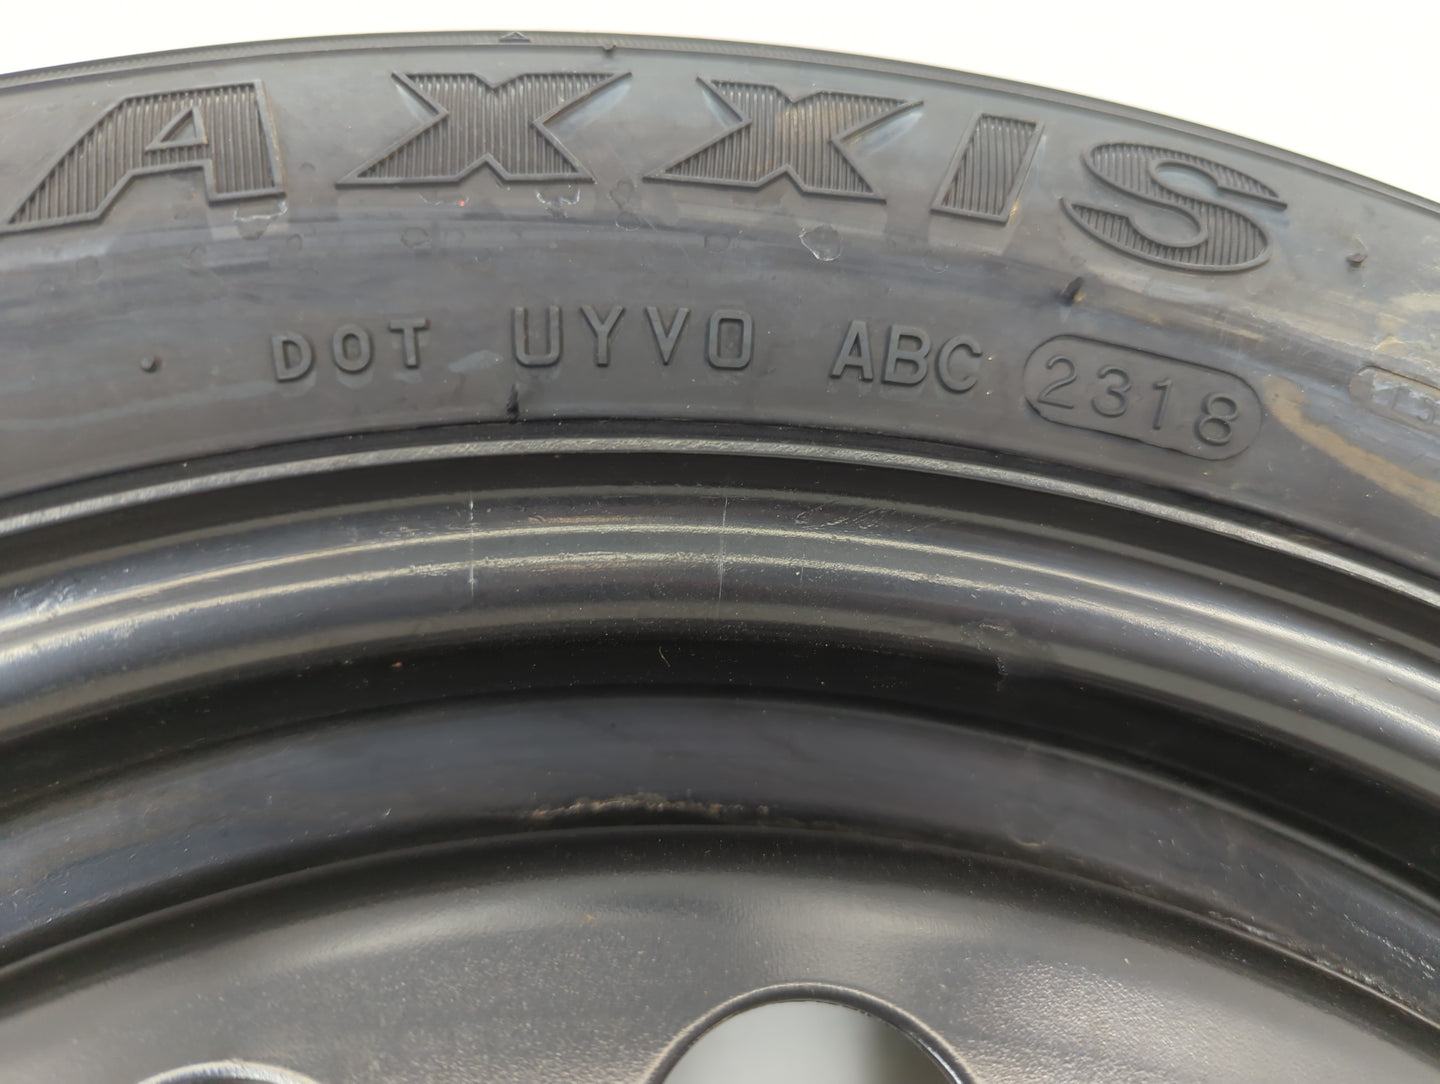 AXXIS
DOT UYVO ABC 2318